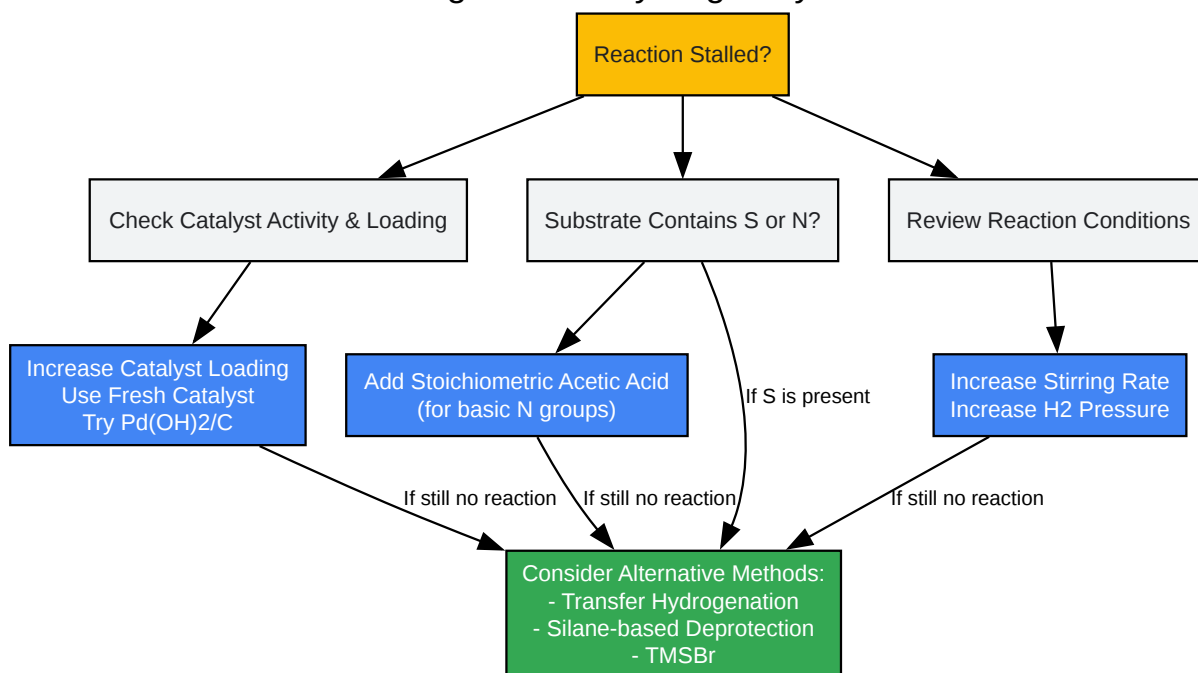 Reaction Stalled?
Check Catalyst Activity & Loading
Substrate Contains S or N?
Review Reaction Conditions
Increase Catalyst Loading
Use Fresh Catalyst
Try Pd(OH)2/C
Add Stoichiometric Acetic Acid
(for basic N groups)
If S is present
Increase Stirring Rate
Increase H2 Pressure
If still no reaction
If still no reaction
If still no reaction
Consider Alternative Methods:
- Transfer Hydrogenation
- Silane-based Deprotection
- TMSBr